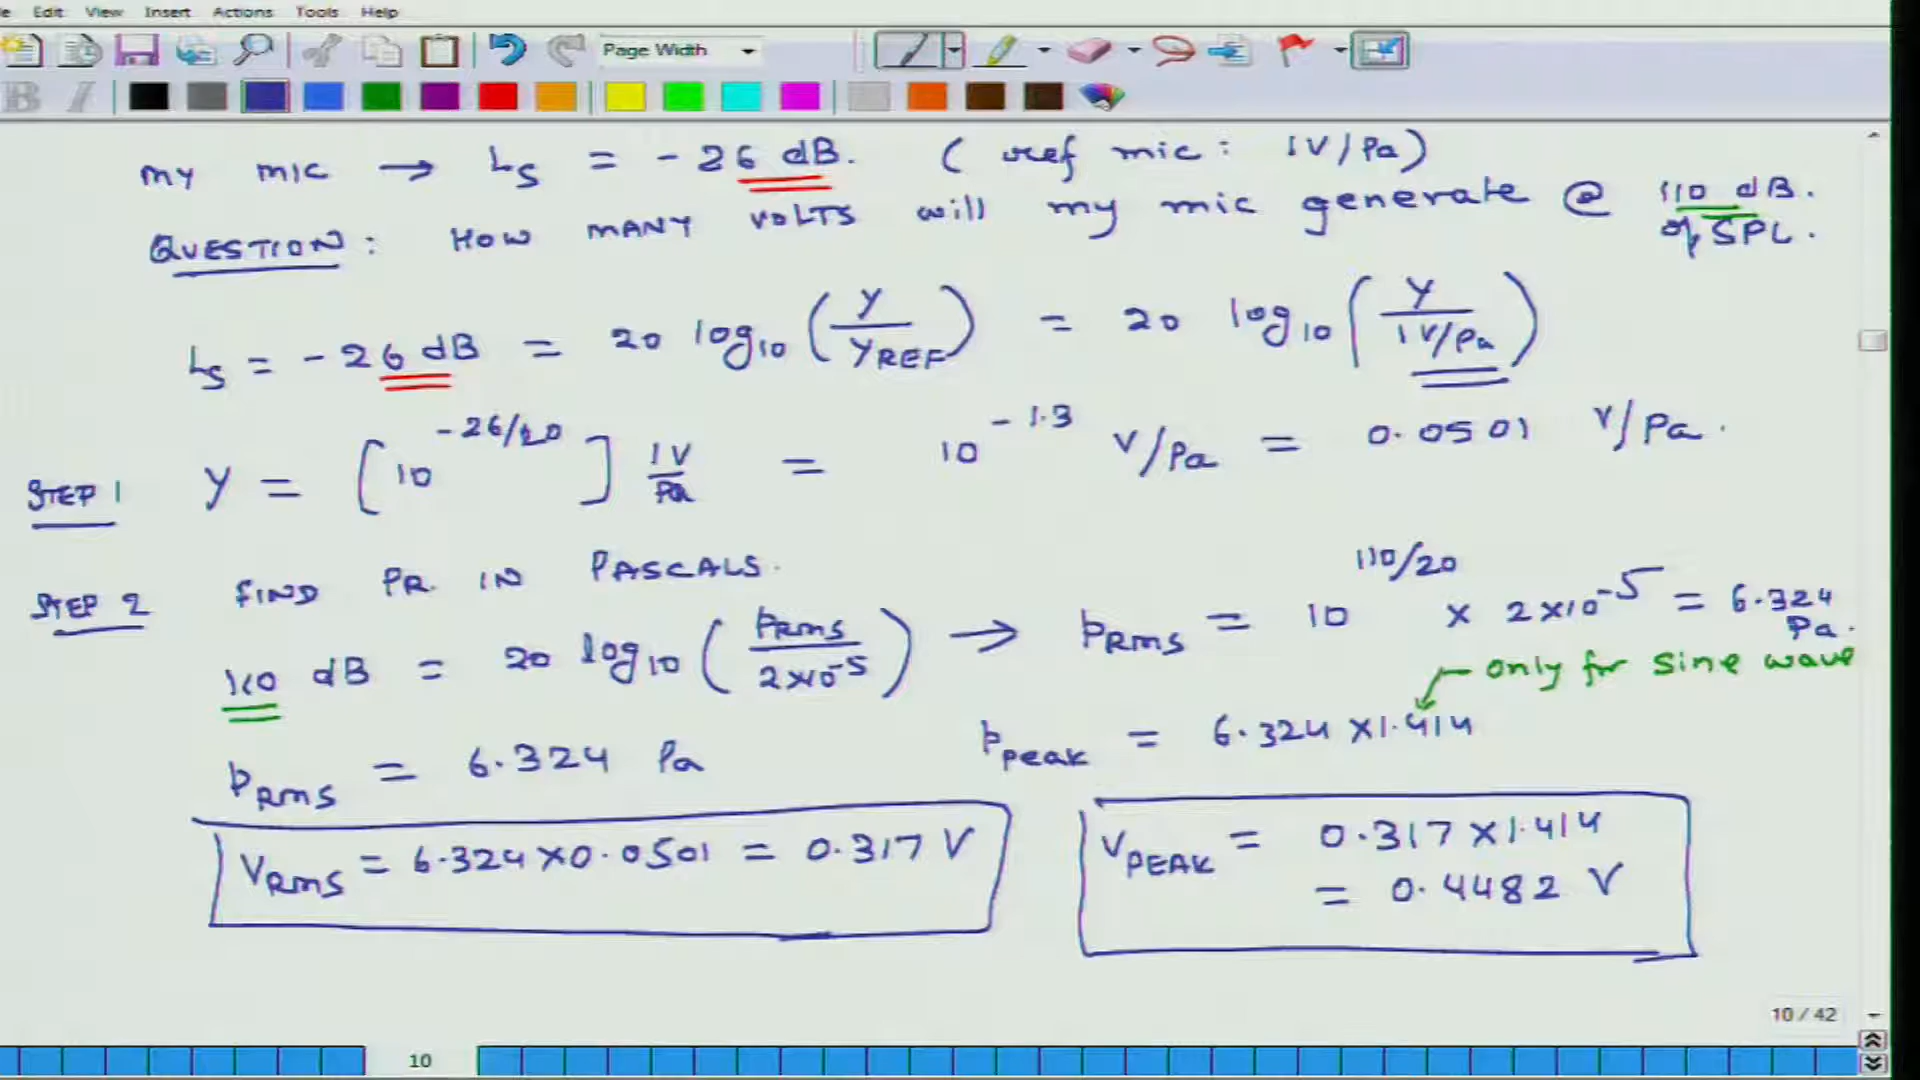 Edit View Insert Actions Tools Help
Page Width
my mic → LS = -26 dB. ( ref mic: 1V/Pa)
QUESTION: HOW MANY VOLTS will my mic generate @ 110 dB. of SPL.
LS = -26 dB = 20 log10 (Y/YREF) = 20 log10 (Y/1V/Pa)
STEP 1 Y = [10^-26/20] 1V/Pa = 10^-1.3 V/Pa = 0.0501 V/Pa.
STEP 2 FIND PR. IN PASCALS.
110 dB = 20 log10 (PRms/2x10^-5) → PRms = 10^110/20 x 2x10^-5 = 6.324 Pa.
only for sine wave
PRms = 6.324 Pa
Ppeak = 6.324 x1.414
VRms = 6.324x0.0501 = 0.317 V
VPEAK = 0.317x1.414
= 0.4482 V
10 / 42
10